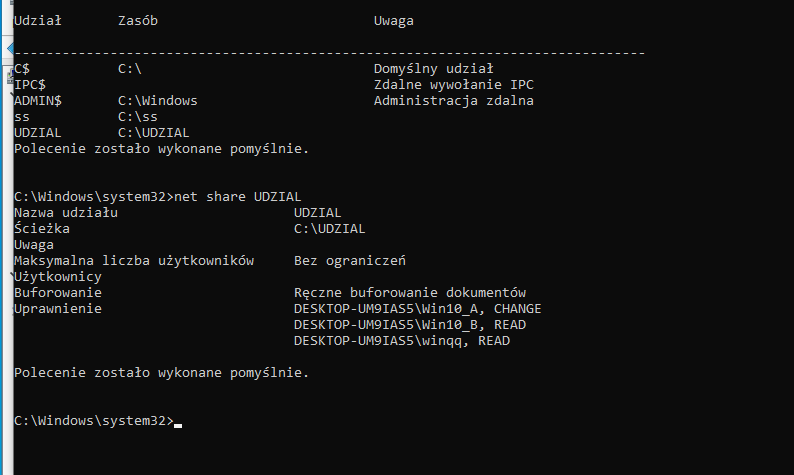 Udział Zasób Uwaga
-------------------------------------------------------------------------------
C$ C:\ Domyślny udział
IPC$ Zdalne wywołanie IPC
ADMIN$ C:\Windows Administracja zdalna
ss C:\ss
UDZIAL C:\UDZIAL
Polecenie zostało wykonane pomyślnie.
C:\Windows\system32>net share UDZIAL
Nazwa udziału UDZIAL
Ścieżka C:\UDZIAL
Uwaga
Maksymalna liczba użytkowników Bez ograniczeń
Użytkownicy
Buforowanie Ręczne buforowanie dokumentów
Uprawnienie DESKTOP-UM9IAS5\Win10_A, CHANGE
DESKTOP-UM9IAS5\Win10_B, READ
DESKTOP-UM9IAS5\winqq, READ
Polecenie zostało wykonane pomyślnie.
C:\Windows\system32>